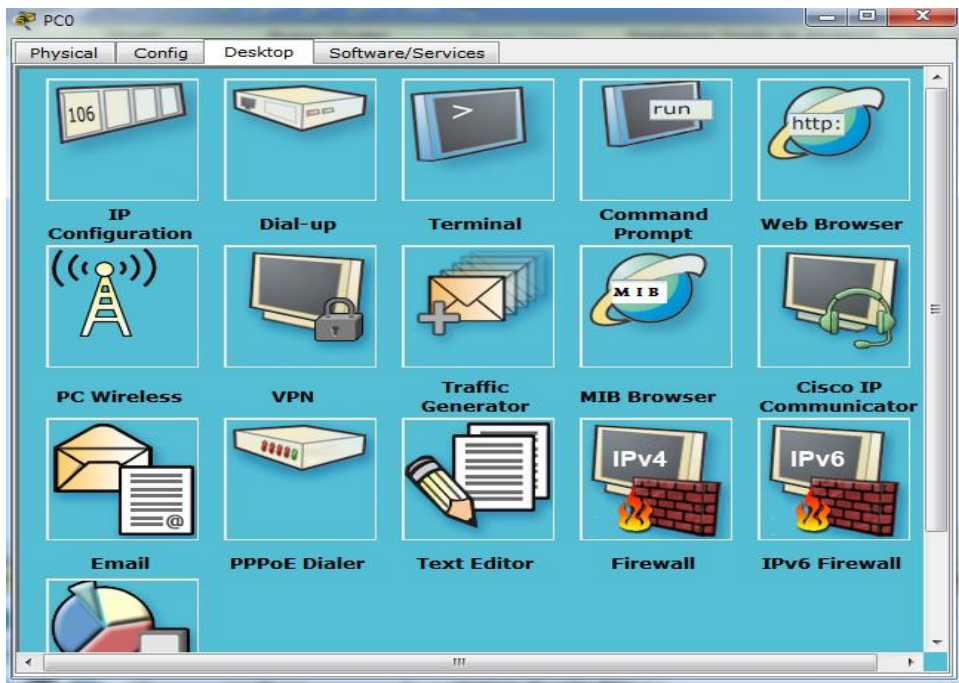 PC0
Physical
Config
Desktop
Software/Services
106
>
run
http:
IP
Configuration
Dial-up
Terminal
Command
Prompt
Web Browser
MIB
PC Wireless
VPN
Traffic
Generator
MIB Browser
Cisco IP
Communicator
@
IPv4
IPv6
Email
PPPoE Dialer
Text Editor
Firewall
IPv6 Firewall